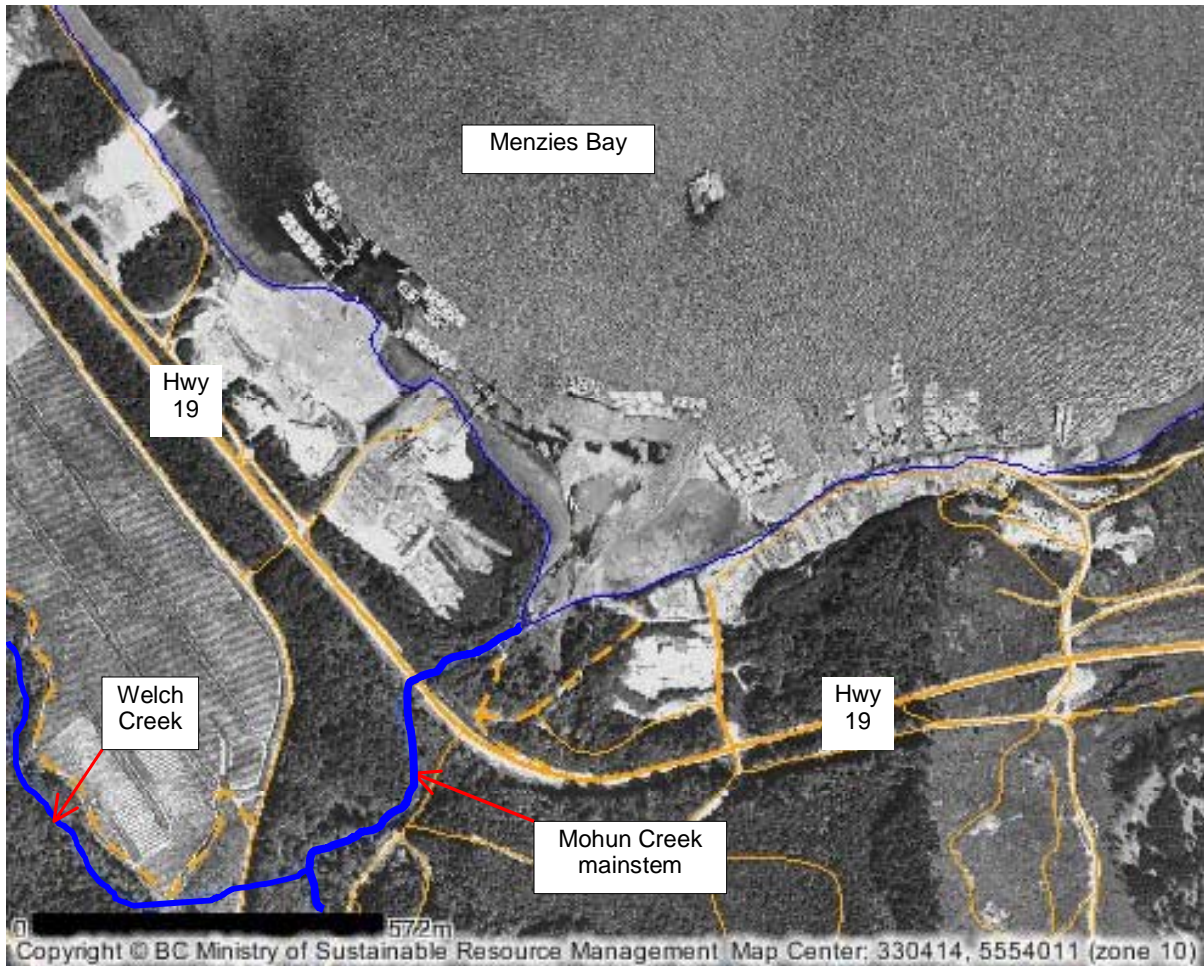 Menzies Bay
Hwy
19
Welch
Creek
Hwy
19
Mohun Creek
mainstem
0 572m
Copyright © BC Ministry of Sustainable Resource Management Map Center: 330414, 5554011 (zone 10)